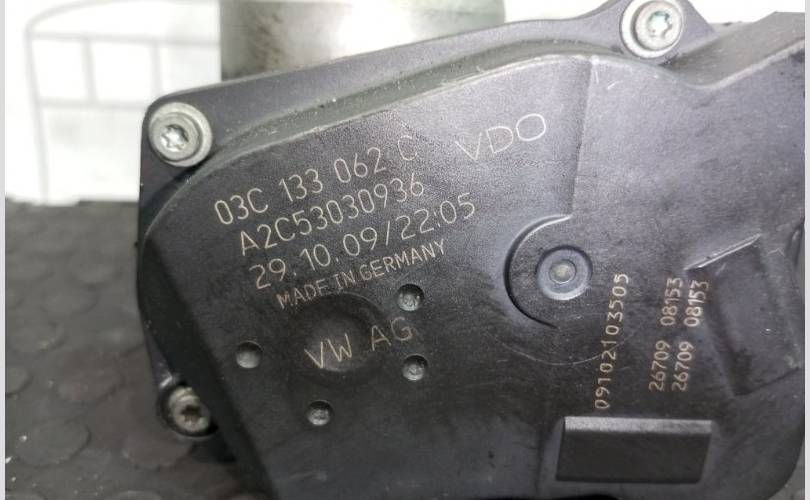 03C 133 062 C VDO
A2C53030936
29.10.09/22:05
MADE IN GERMANY
VW AG
09102103505
26709 08153
26709 08153